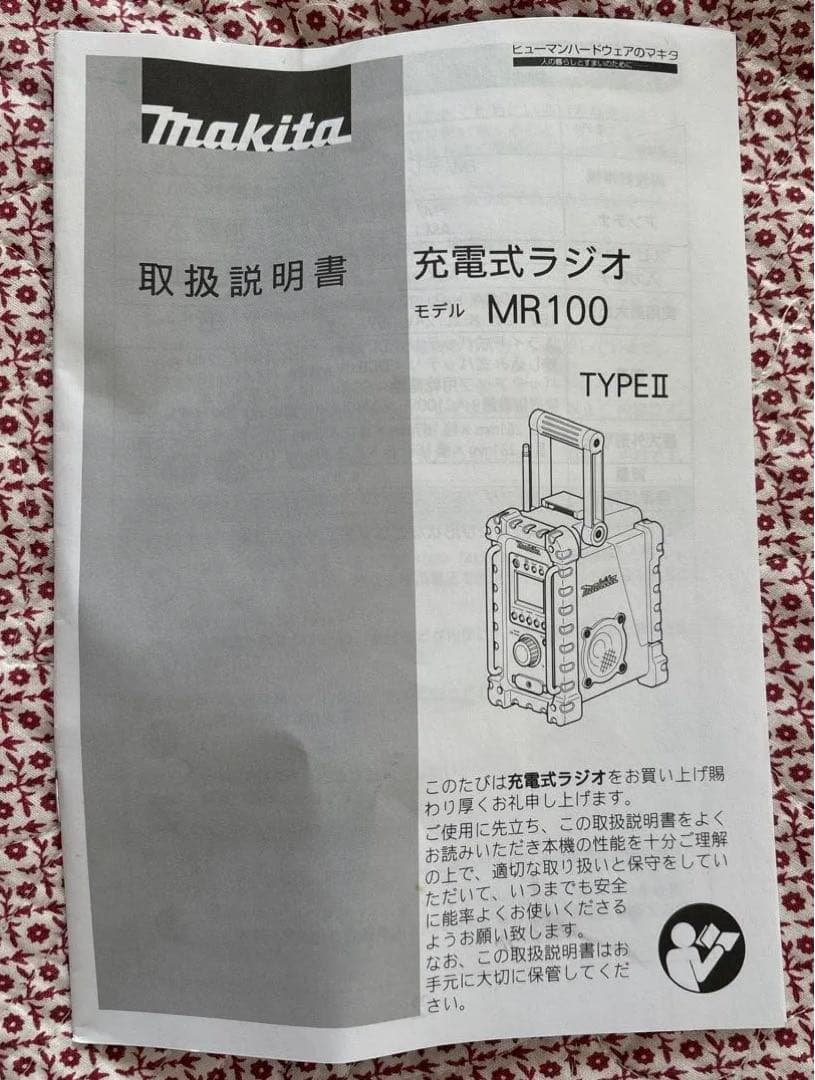 ヒューマンハードウェアのマキタ
人の暮らしとすまいのために
makita
取扱説明書
充電式ラジオ
モデル MR100
TYPEⅡ
makita
makita
このたびは充電式ラジオをお買い上げ賜
わり厚くお礼申し上げます。
ご使用に先立ち、この取扱説明書をよく
お読みいただき本機の性能を十分ご理解
の上で、適切な取り扱いと保守をしてい
ただいて、いつまでも安全
に能率よくお使いくださる
ようお願い致します。
なお、この取扱説明書はお
手元に大切に保管してくだ
さい。